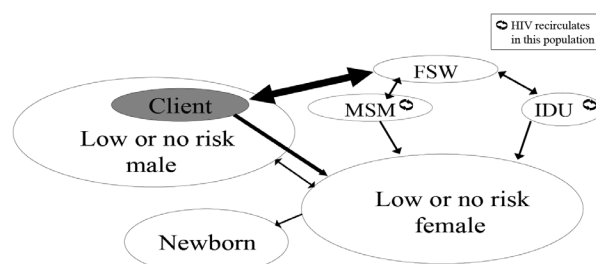 HIV recirculates
in this population
FSW
Client
MSM
IDU
Low or no risk
male
Low or no risk
female
Newborn